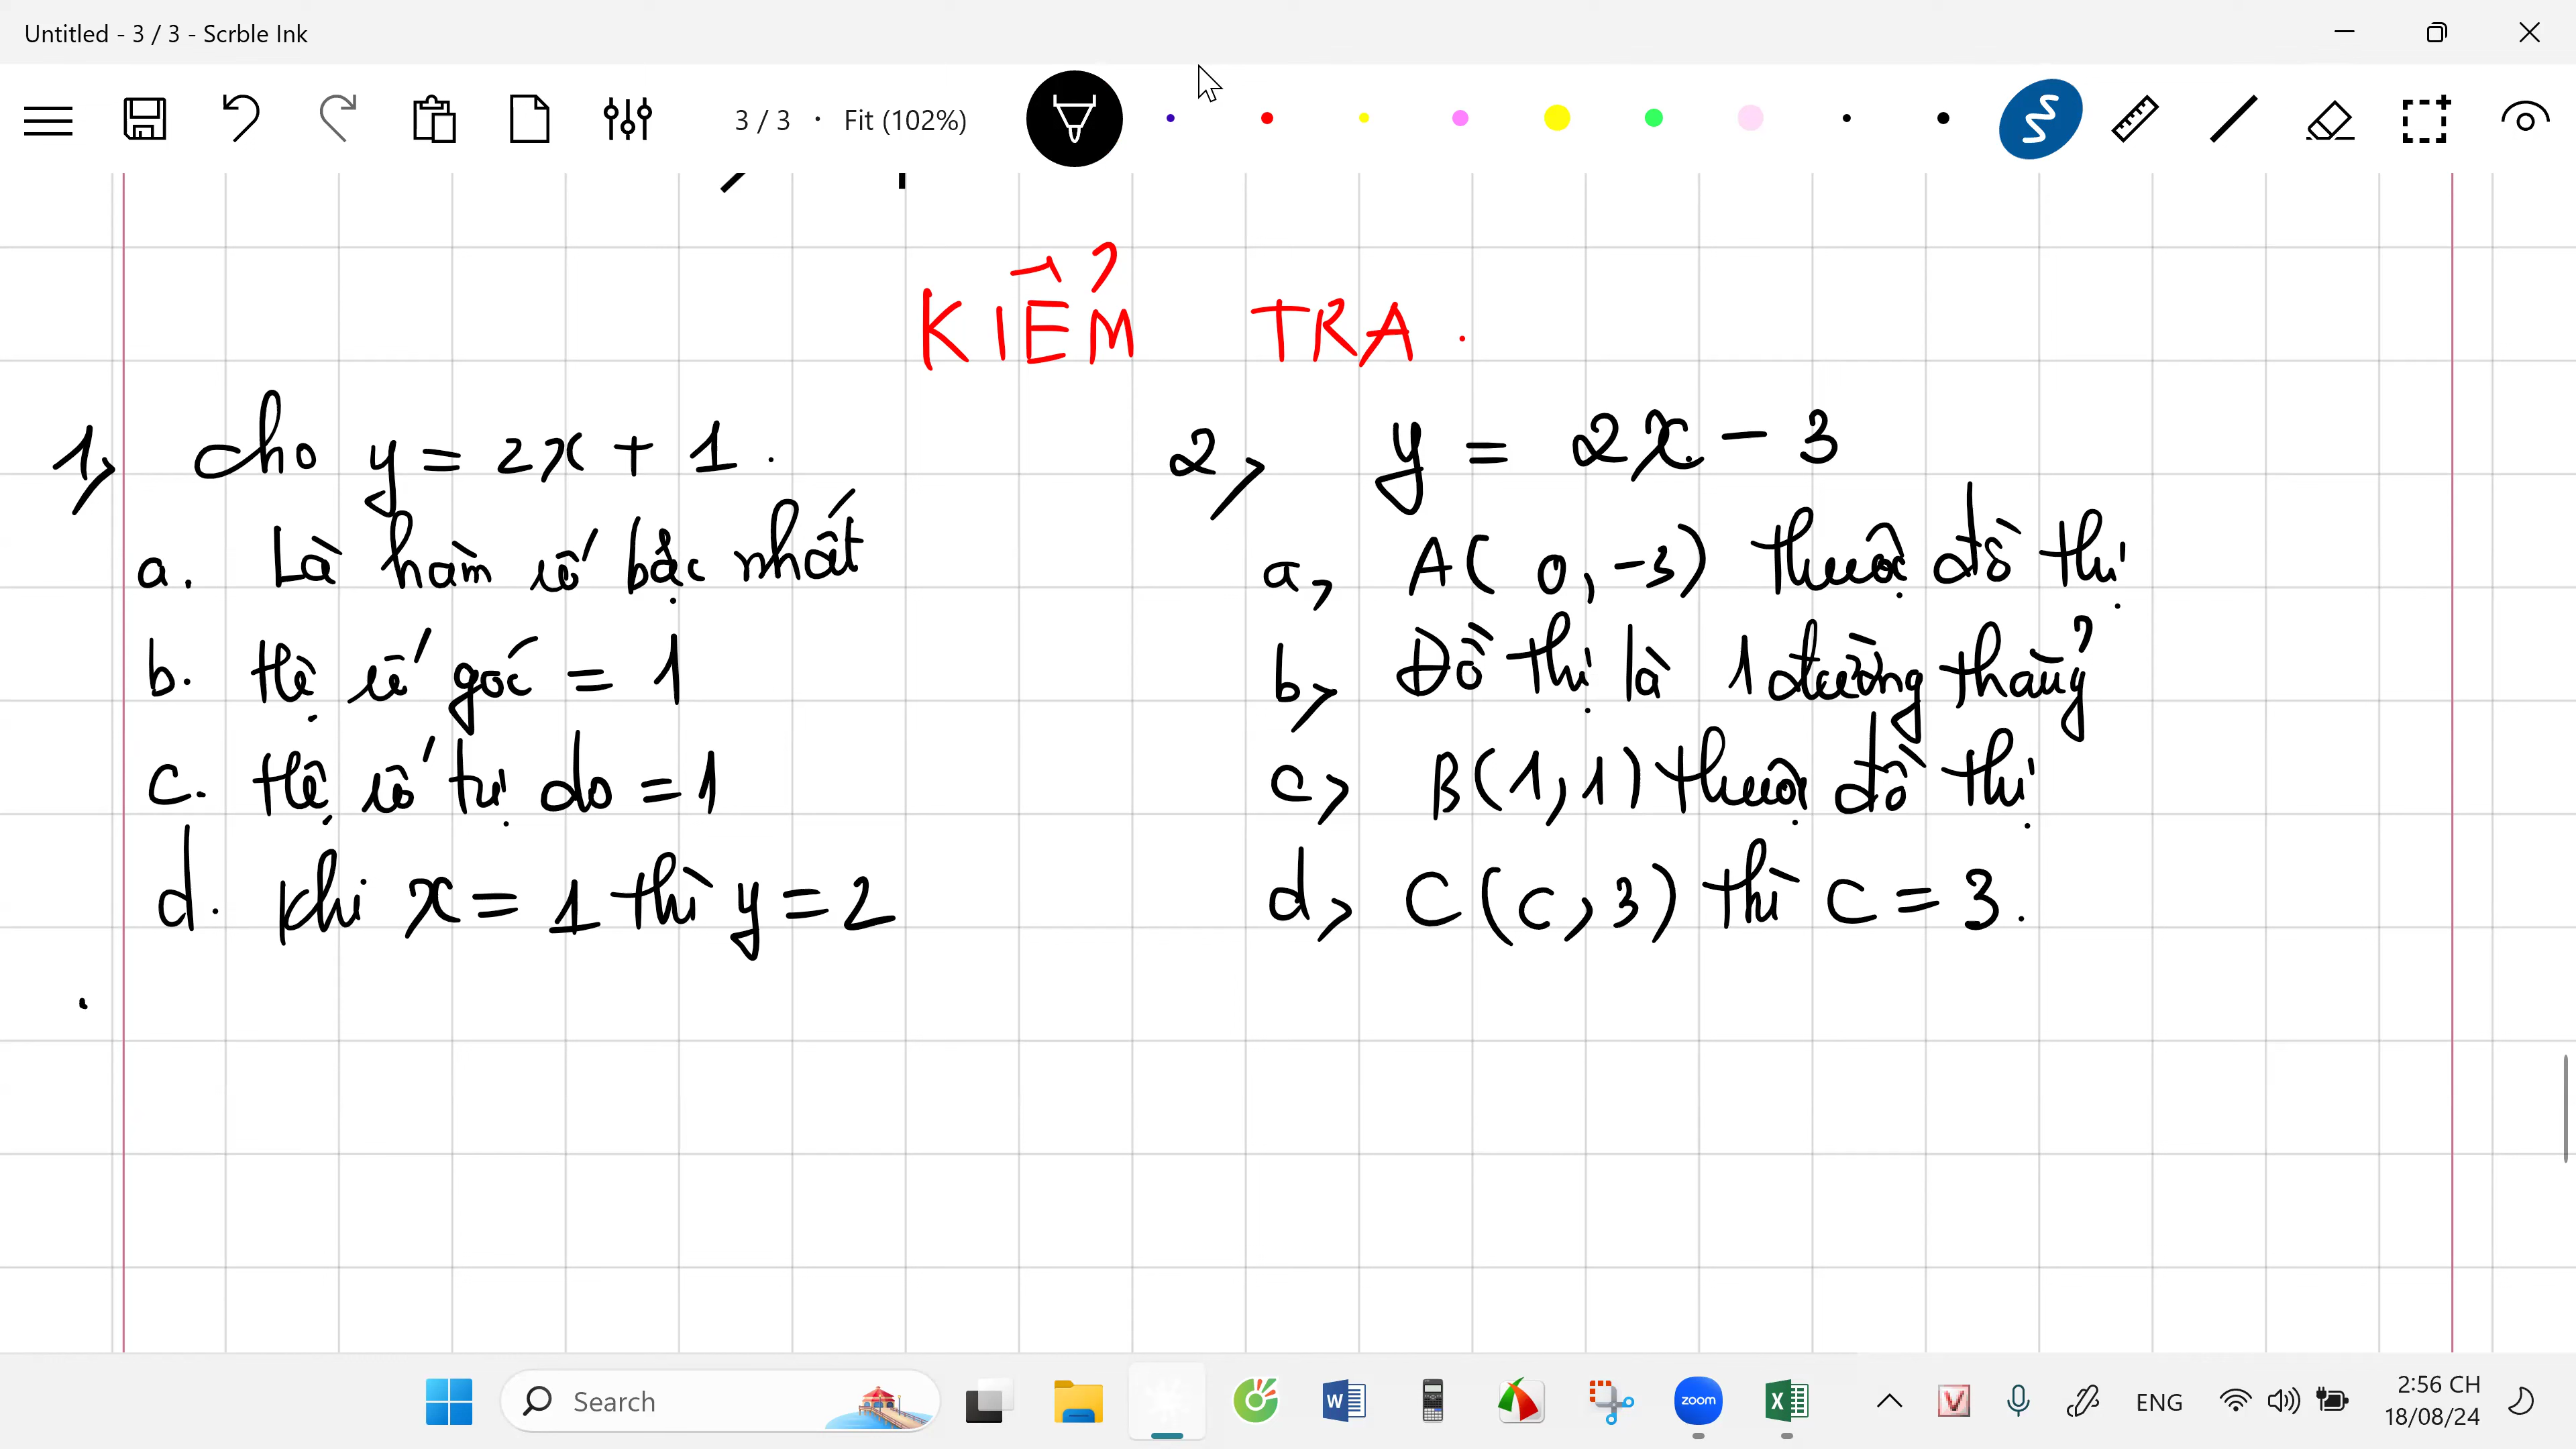 Untitled - 3 / 3 - Scrble Ink
3 / 3 · Fit (102%)
KIỂM TRA.
1, Cho y = 2x + 1.
a. Là hàm số bậc nhất
b. Hệ số góc = 1
c. Hệ số tự do = 1
d. Khi x = 1 thì y = 2
2, y = 2x - 3
a, A( 0, -3) thuộc đồ thị
b, Đồ thị là 1 đường thẳng
c, B(1, 1) thuộc đồ thị
d, C (c, 3) thì c = 3.
Search
zoom
ENG
2:56 CH
18/08/24